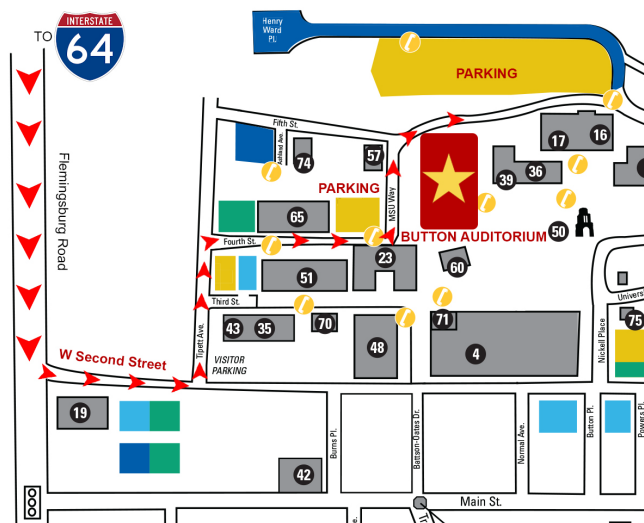 INTERSTATE
TO
64
Henry
Ward
Pl.
PARKING
Fifth St.
Ashland Ave.
74
57
17
16
39
36
PARKING
MSU Way
65
Flemingsburg Road
Fourth St.
BUTTON AUDITORIUM
50
23
60
51
Third St.
Univers
Tipett Ave.
43
35
70
48
71
4
Nickell Place
75
W Second Street
VISITOR
PARKING
19
42
Burns Pl.
Battson-Oates Dr.
Normal Ave.
Button Pl.
Powers Pl.
Main St.